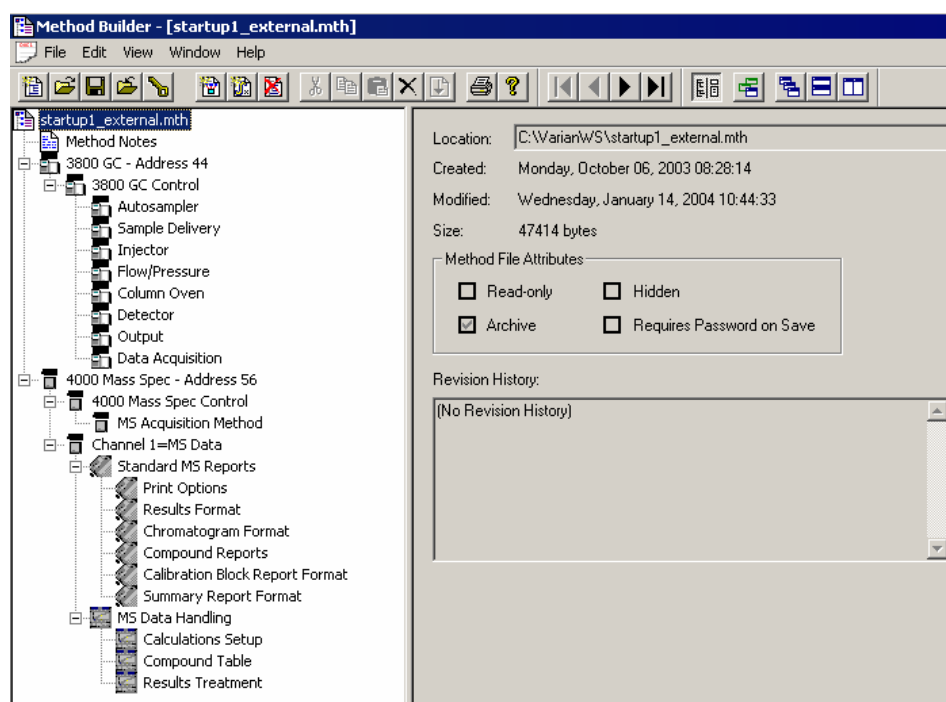 Method Builder - [startup1_external.mth]
File Edit View Window Help
startup1_external.mth
Method Notes
3800 GC - Address 44
3800 GC Control
Autosampler
Sample Delivery
Injector
Flow/Pressure
Column Oven
Detector
Output
Data Acquisition
4000 Mass Spec - Address 56
4000 Mass Spec Control
MS Acquisition Method
Channel 1=MS Data
Standard MS Reports
Print Options
Results Format
Chromatogram Format
Compound Reports
Calibration Block Report Format
Summary Report Format
MS Data Handling
Calculations Setup
Compound Table
Results Treatment
Location: C:\VarianWS\startup1_external.mth
Created: Monday, October 06, 2003 08:28:14
Modified: Wednesday, January 14, 2004 10:44:33
Size: 47414 bytes
Method File Attributes
Read-only Hidden
Archive Requires Password on Save
Revision History:
(No Revision History)